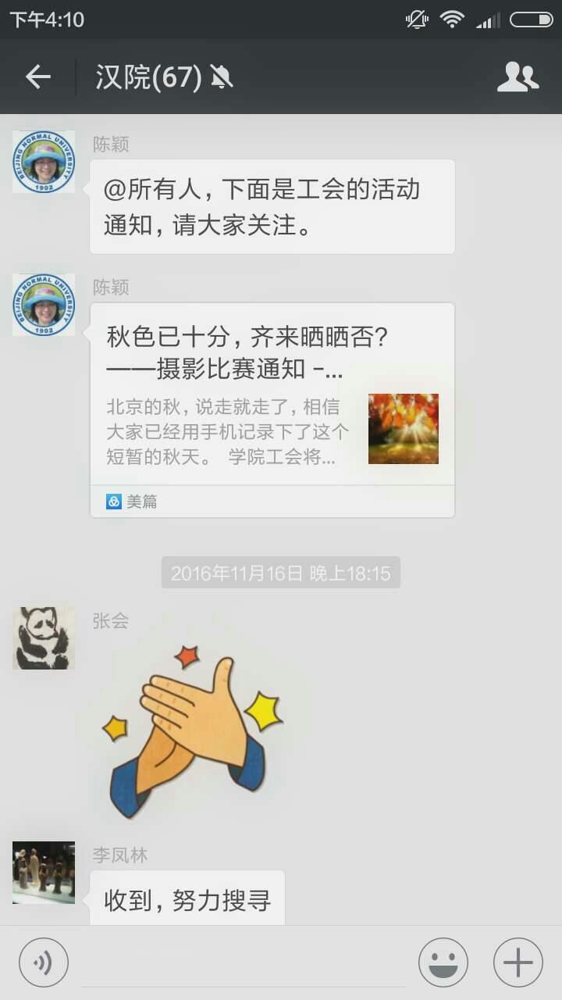 下午4:10
汉院(67)
陈颖
BEIJING NORMAL UNIVERSITY
1902
@所有人，下面是工会的活动
通知，请大家关注。
陈颖
BEIJING NORMAL UNIVERSITY
1902
秋色已十分，齐来晒晒否?
——摄影比赛通知 -...
北京的秋，说走就走了，相信
大家已经用手机记录下了这个
短暂的秋天。 学院工会将...
美篇
2016年11月16日 晚上18:15
张会
李凤林
收到，努力搜寻